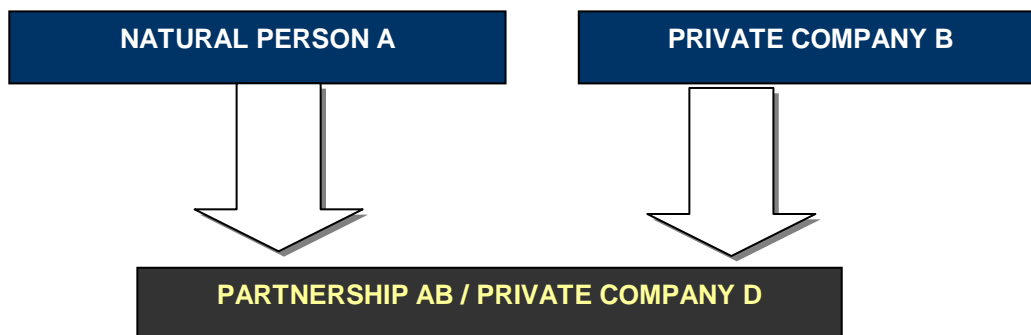 NATURAL PERSON A
PRIVATE COMPANY B
PARTNERSHIP AB / PRIVATE COMPANY D